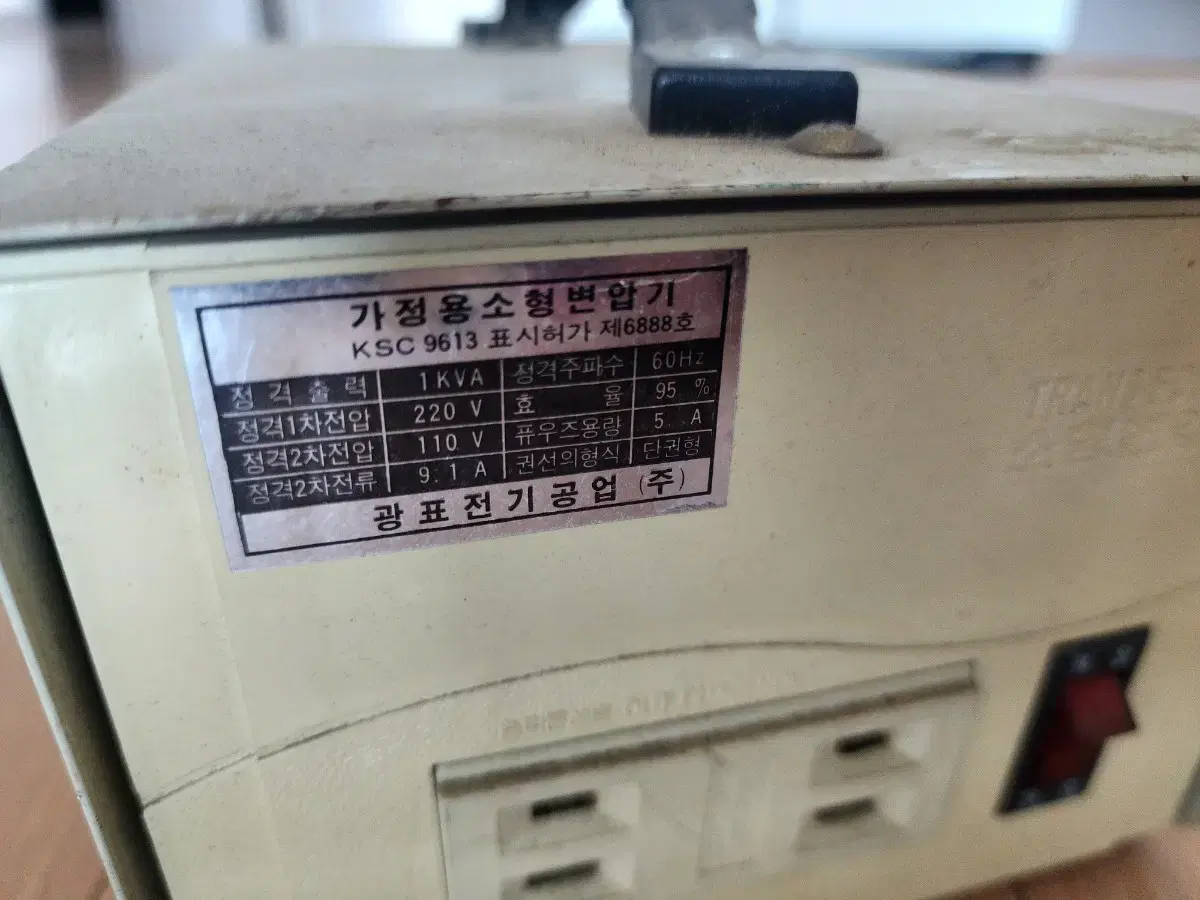 가정용소형변압기
KSC 9613 표시허가 제6888호
정격출력 1KVA 정격주파수 60Hz
정격1차전압 220 V 효율 95 %
정격2차전압 110 V 퓨우즈용량 5. A
정격2차전류 9.1 A 권선의형식 단권형
광표전기공업 (주)